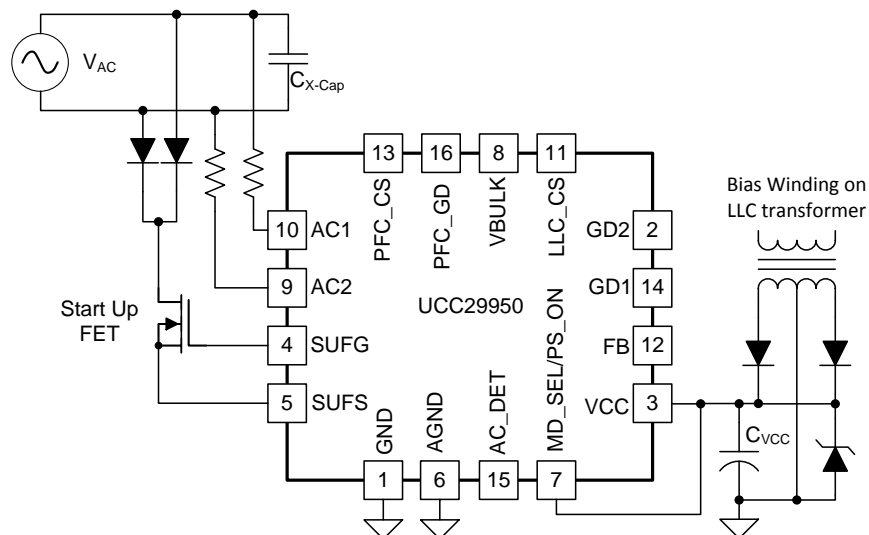 V_AC
C_X-Cap
13
16
8
11
PFC_CS
PFC_GD
VBULK
LLC_CS
Bias Winding on
LLC transformer
10
AC1
GD2
2
9
AC2
UCC29950
GD1
14
Start Up
FET
4
SUFG
FB
12
5
SUFS
VCC
3
GND
AGND
AC_DET
MD_SEL/PS_ON
C_VCC
1
6
15
7